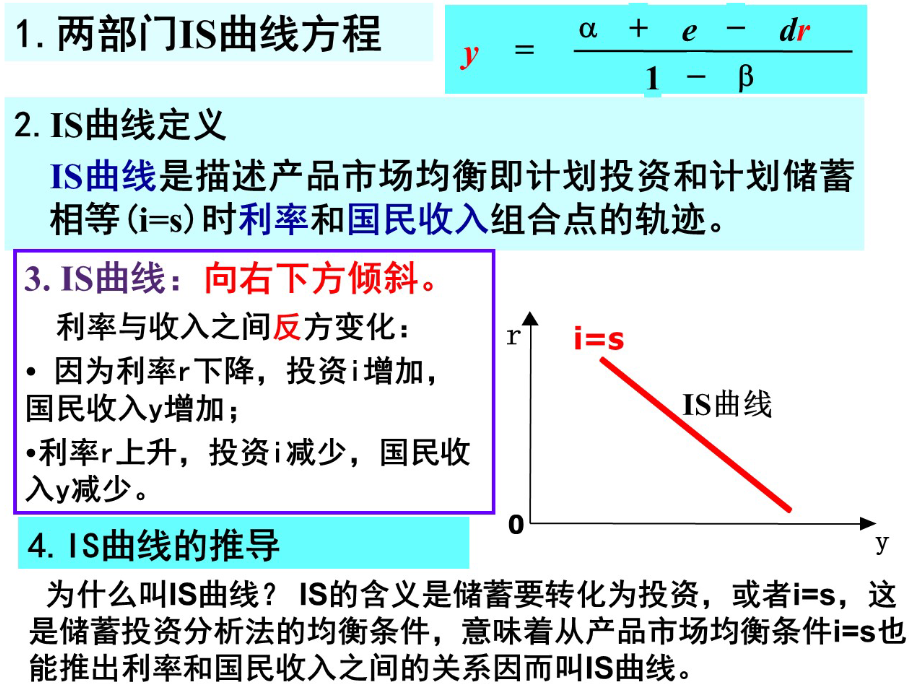 1.两部门IS曲线方程
y = α + e - dr
1 - β
2.IS曲线定义
IS曲线是描述产品市场均衡即计划投资和计划储蓄
相等(i=s)时利率和国民收入组合点的轨迹。
3. IS曲线：向右下方倾斜。
利率与收入之间反方变化：
• 因为利率r下降，投资i增加，
国民收入y增加；
•利率r上升，投资i减少，国民收
入y减少。
r
i=s
IS曲线
0
y
4.IS曲线的推导
为什么叫IS曲线？ IS的含义是储蓄要转化为投资，或者i=s，这
是储蓄投资分析法的均衡条件，意味着从产品市场均衡条件i=s也
能推出利率和国民收入之间的关系因而叫IS曲线。